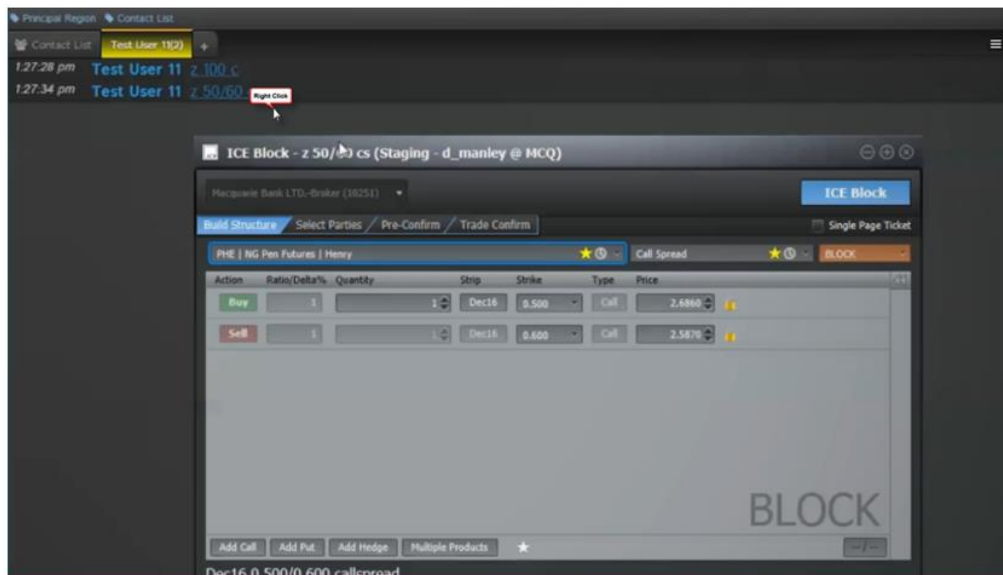 Principal Region Contact List
Contact List Test User 11(2) +
1:27:28 pm Test User 11 z 100 c
1:27:34 pm Test User 11 z 50/60
Right Click
ICE Block - z 50/60 cs (Staging - d_manley @ MCQ)
Macquarie Bank LTD.-Broker (10251) ICE Block
Build Structure Select Parties Pre-Confirm Trade Confirm Single Page Ticket
PHE | NG Pen Futures | Henry Call Spread BLOCK
Action Ratio/Delta% Quantity Strip Strike Type Price
Buy 1 1 Dec16 0.500 Call 2.6860
Sell 1 1 Dec16 0.600 Call 2.5870
BLOCK
Add Call Add Put Add Hedge Multiple Products --/--
Dec16 0.500/0.600 callspread